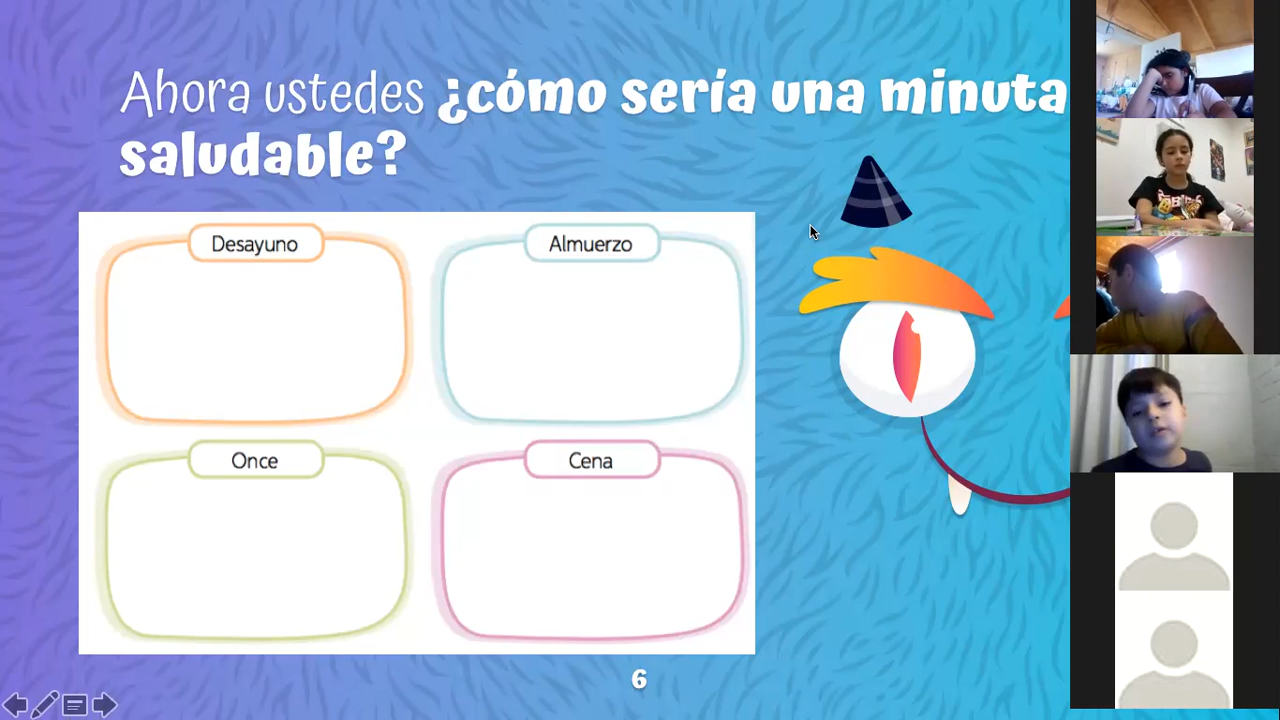 Ahora ustedes ¿cómo sería una minuta
saludable?
Desayuno
Almuerzo
Once
Cena
6